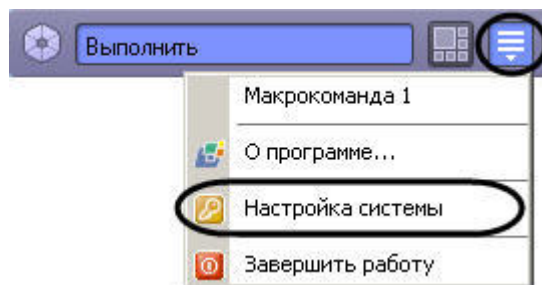 Выполнить
Макрокоманда 1
О программе...
Настройка системы
Завершить работу